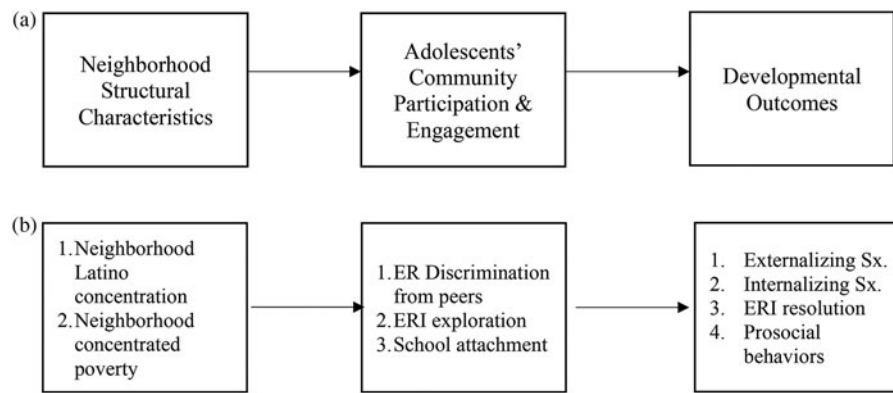 (a)
Neighborhood
Structural
Characteristics
Adolescents’
Community
Participation &
Engagement
Developmental
Outcomes
(b)
1. Neighborhood
Latino
concentration
2. Neighborhood
concentrated
poverty
1. ER Discrimination
from peers
2. ERI exploration
3. School attachment
1. Externalizing Sx.
2. Internalizing Sx.
3. ERI resolution
4. Prosocial
behaviors